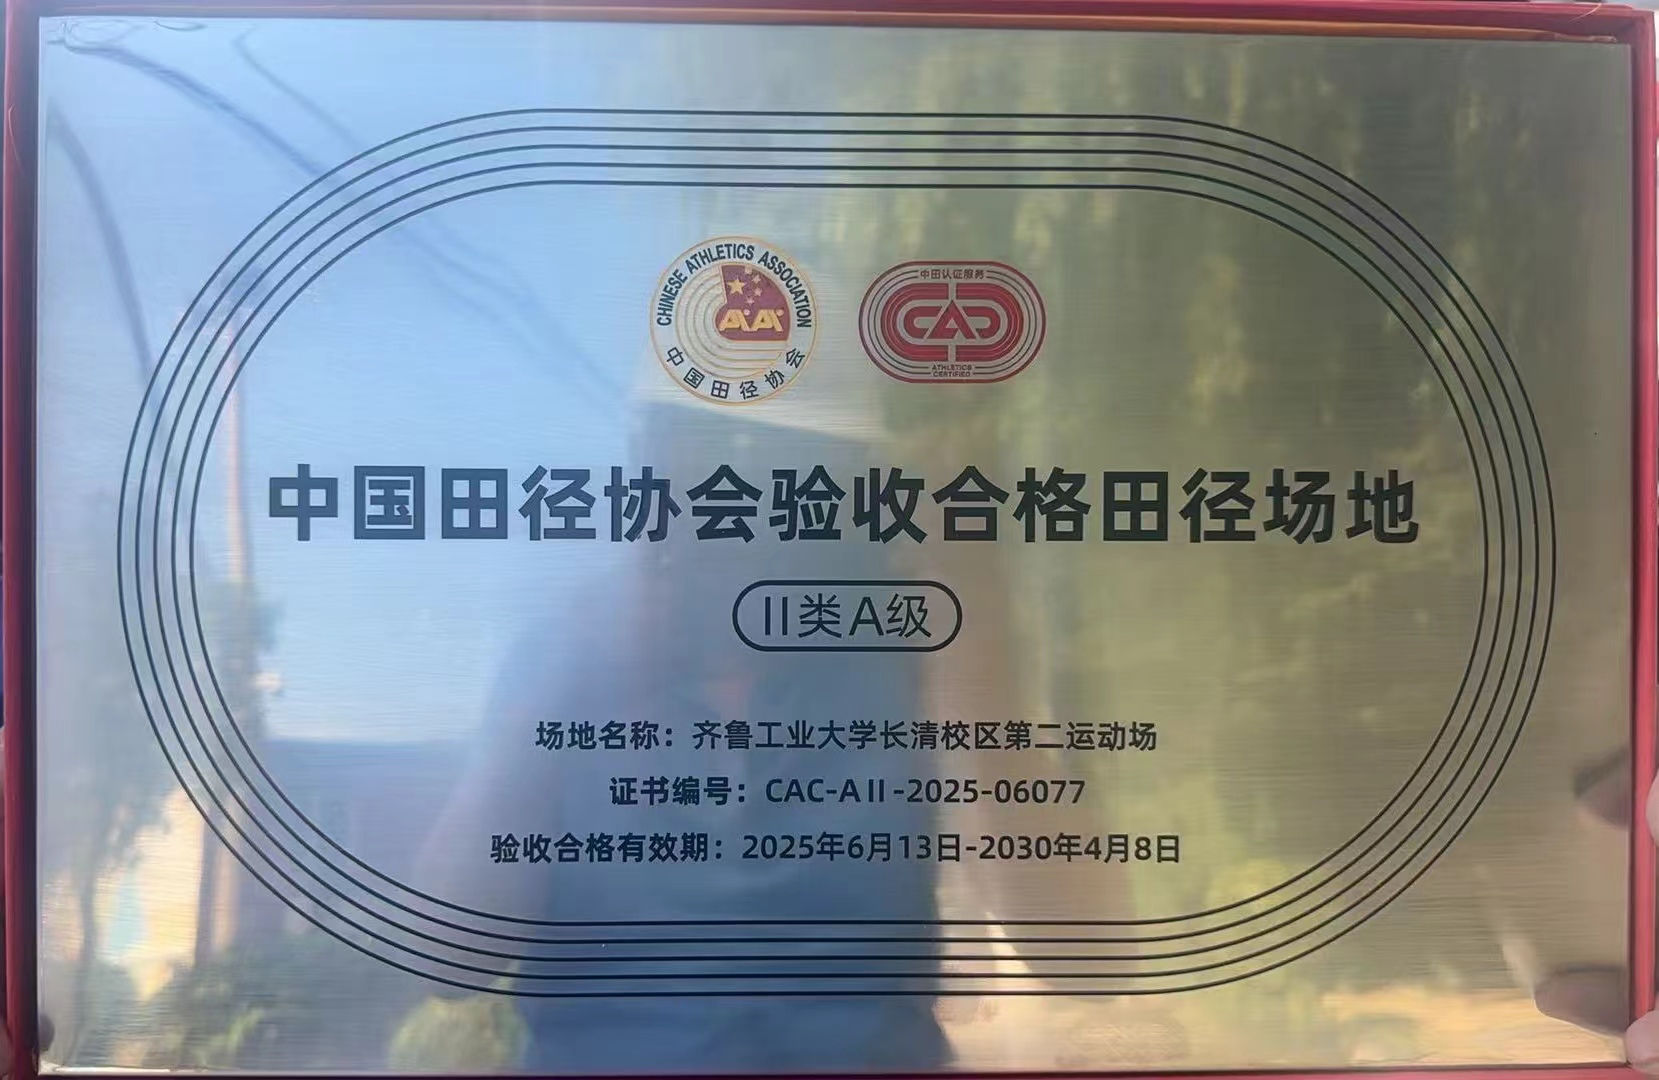 CHINESE ATHLETICS ASSOCIATION
中国田径协会
中田认证服务
ATHLETICS
CERTIFIED
中国田径协会验收合格田径场地
II类A级
场地名称：齐鲁工业大学长清校区第二运动场
证书编号：CAC-AII-2025-06077
验收合格有效期：2025年6月13日-2030年4月8日